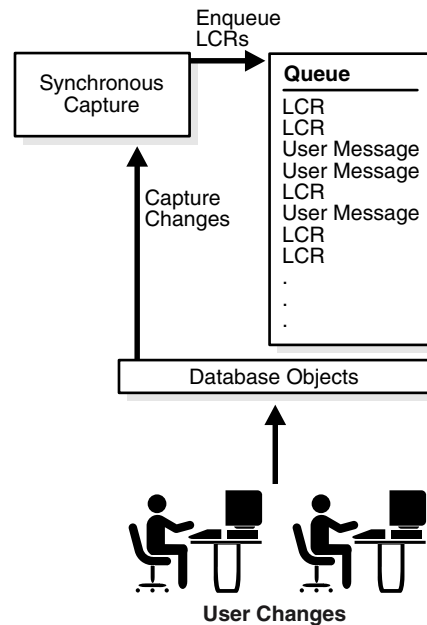 Enqueue
LCRs
Synchronous
Capture
Queue
LCR
LCR
User Message
User Message
LCR
User Message
LCR
LCR
.
.
.
Capture
Changes
Database Objects
User Changes